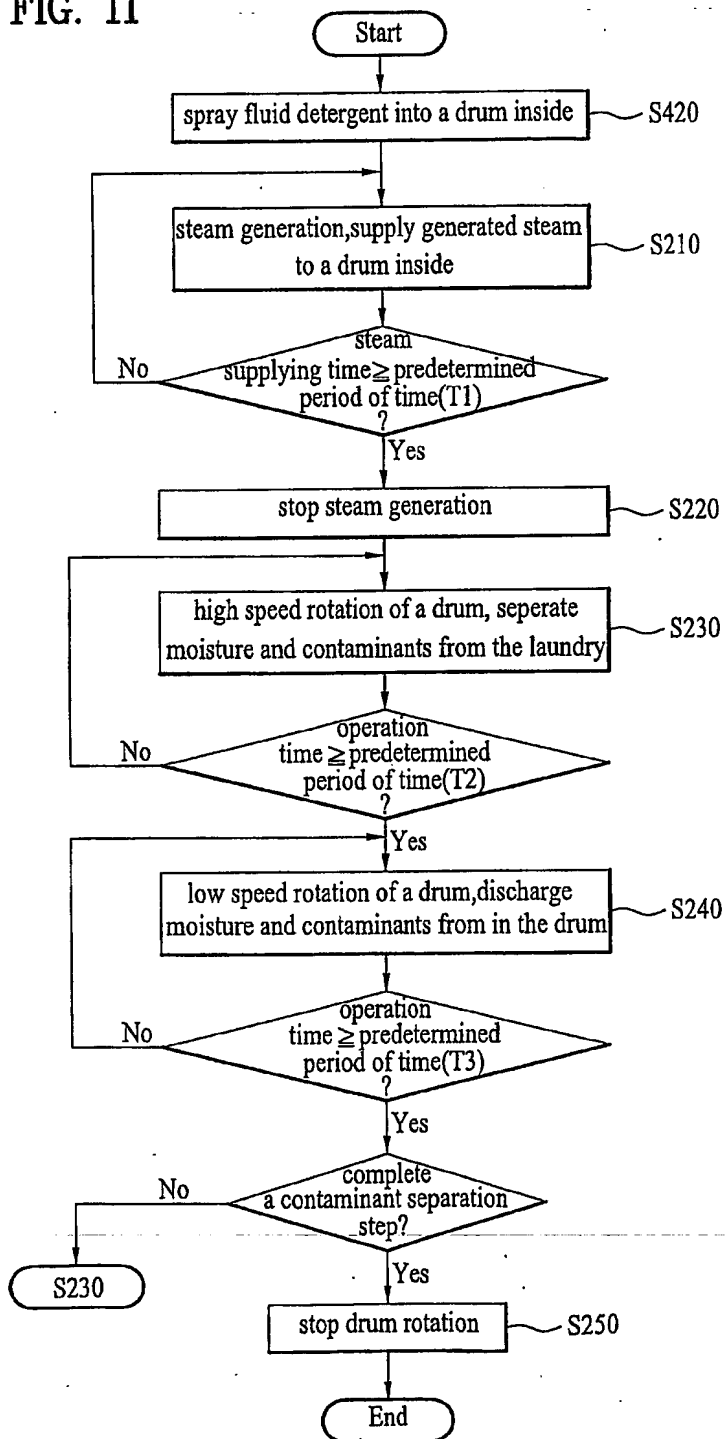 FIG. 11
Start
spray fluid detergent into a drum inside
S420
steam generation,supply generated steam
to a drum inside
S210
steam
supplying time≧predetermined
period of time(T1)
?
No
Yes
stop steam generation
S220
high speed rotation of a drum, seperate
moisture and contaminants from the laundry
S230
operation
time≧predetermined
period of time(T2)
?
No
Yes
low speed rotation of a drum,discharge
moisture and contaminants from in the drum
S240
operation
time≧predetermined
period of time(T3)
?
No
Yes
complete
a contaminant separation
step?
No
S230
Yes
stop drum rotation
S250
End